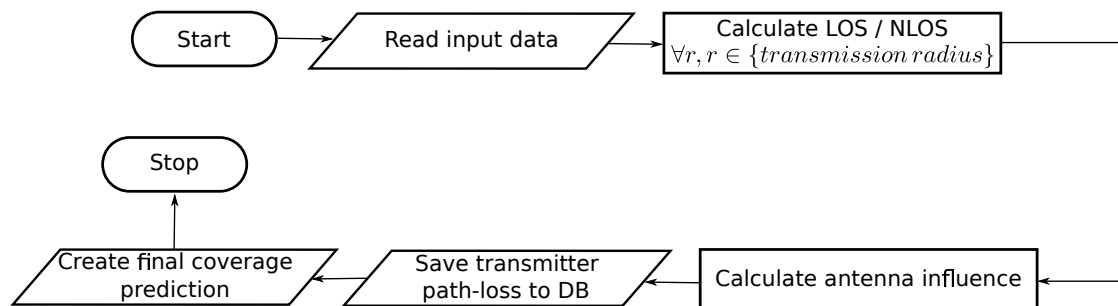 Start
Read input data
Calculate LOS / NLOS
∀r, r ∈ {transmission radius}
Stop
Create final coverage
prediction
Save transmitter
path-loss to DB
Calculate antenna influence